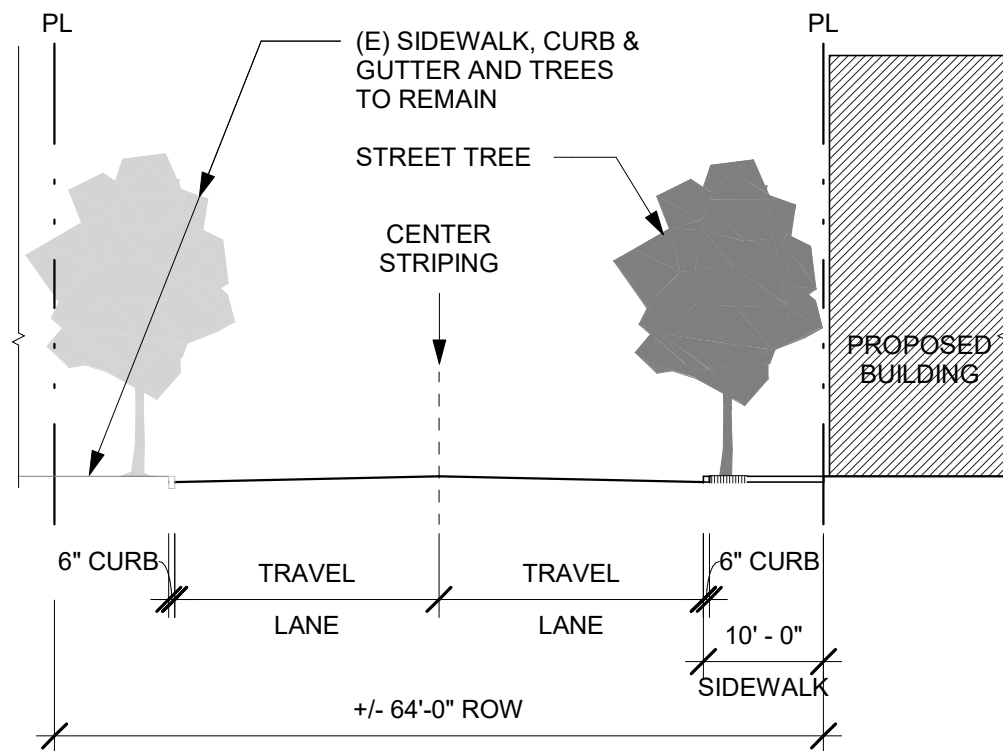 PL
PL
(E) SIDEWALK, CURB &
GUTTER AND TREES
TO REMAIN
STREET TREE
CENTER
STRIPING
PROPOSED
BUILDING
6" CURB
TRAVEL
LANE
TRAVEL
LANE
6" CURB
10' - 0"
SIDEWALK
+/- 64'-0" ROW